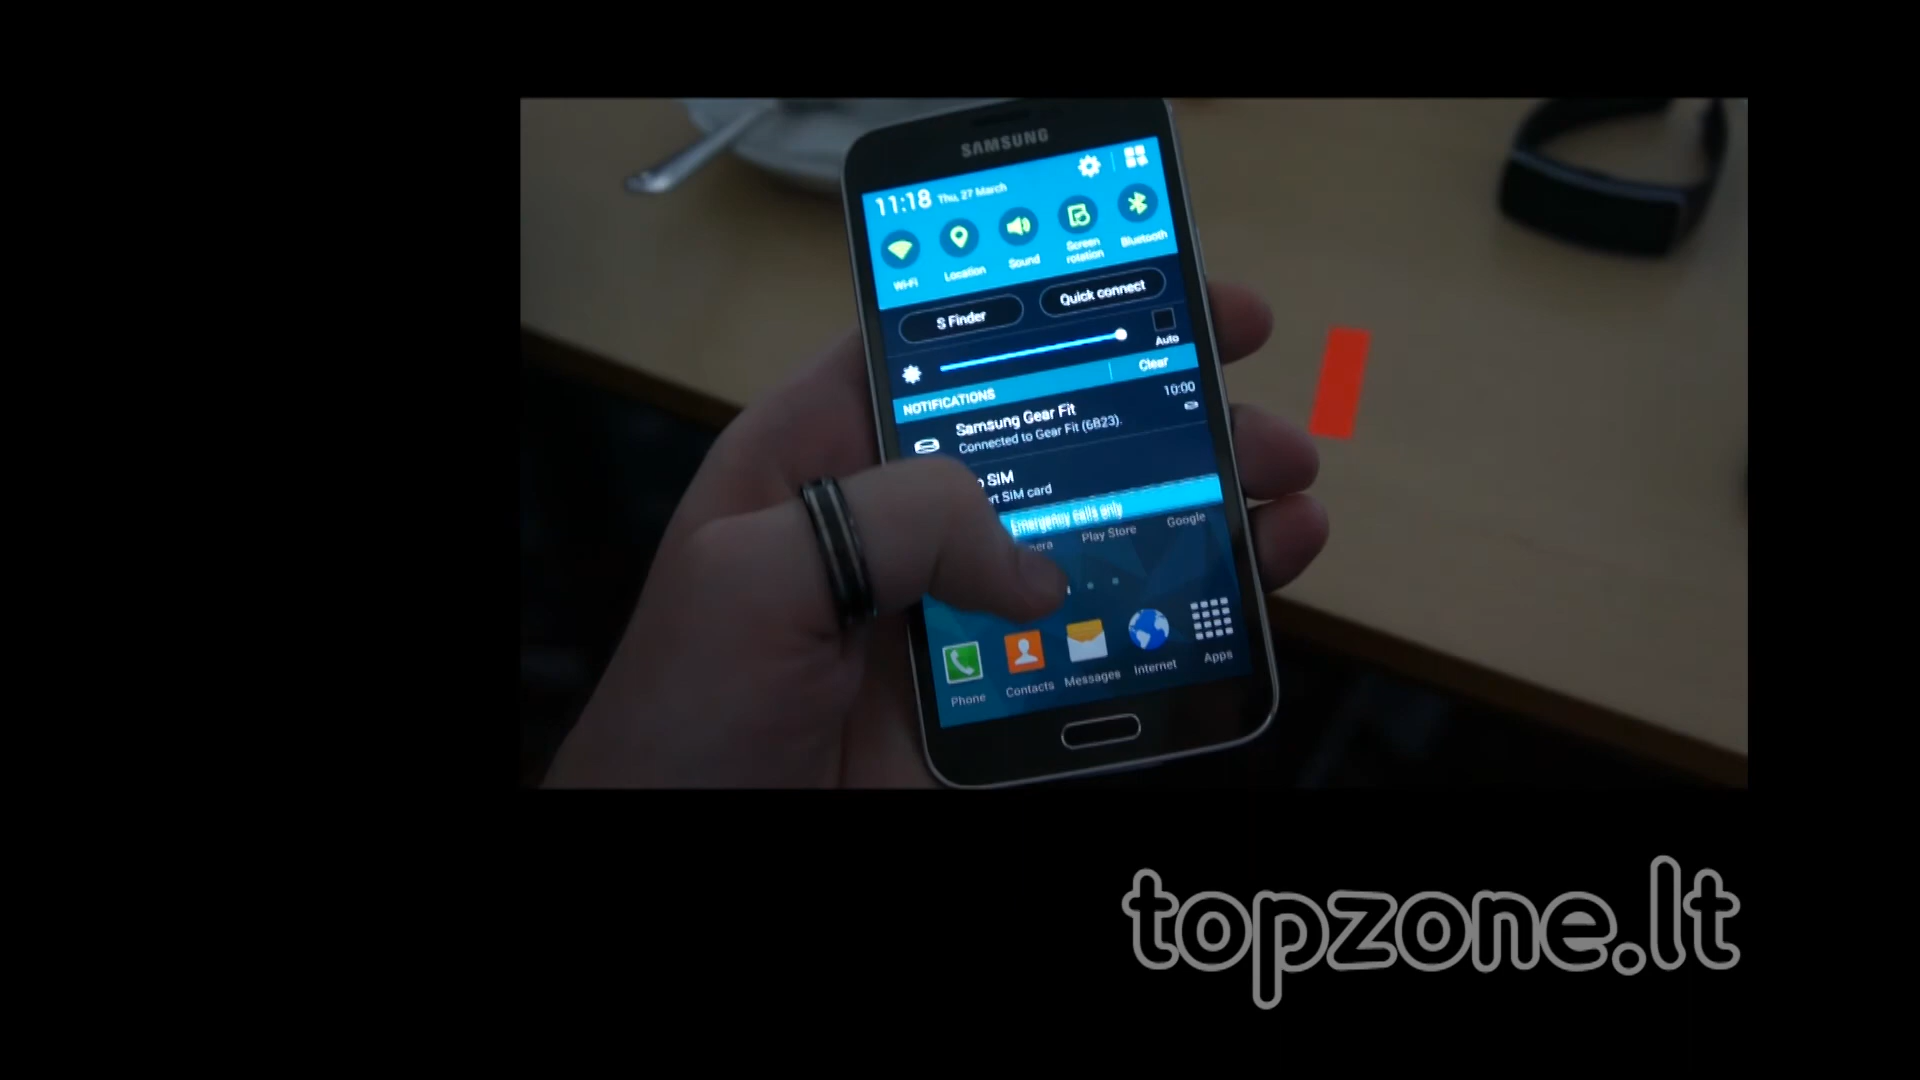 SAMSUNG
11:18 Thu, 27 March
Wi-Fi
Location
Sound
Screen
rotation
Bluetooth
S Finder
Quick connect
Auto
NOTIFICATIONS
Clear
Samsung Gear Fit
10:00
Connected to Gear Fit (6B23).
SIM
SIM card
Emergency calls only
Play Store
Google
Phone
Contacts
Messages
Internet
Apps
topzone.lt